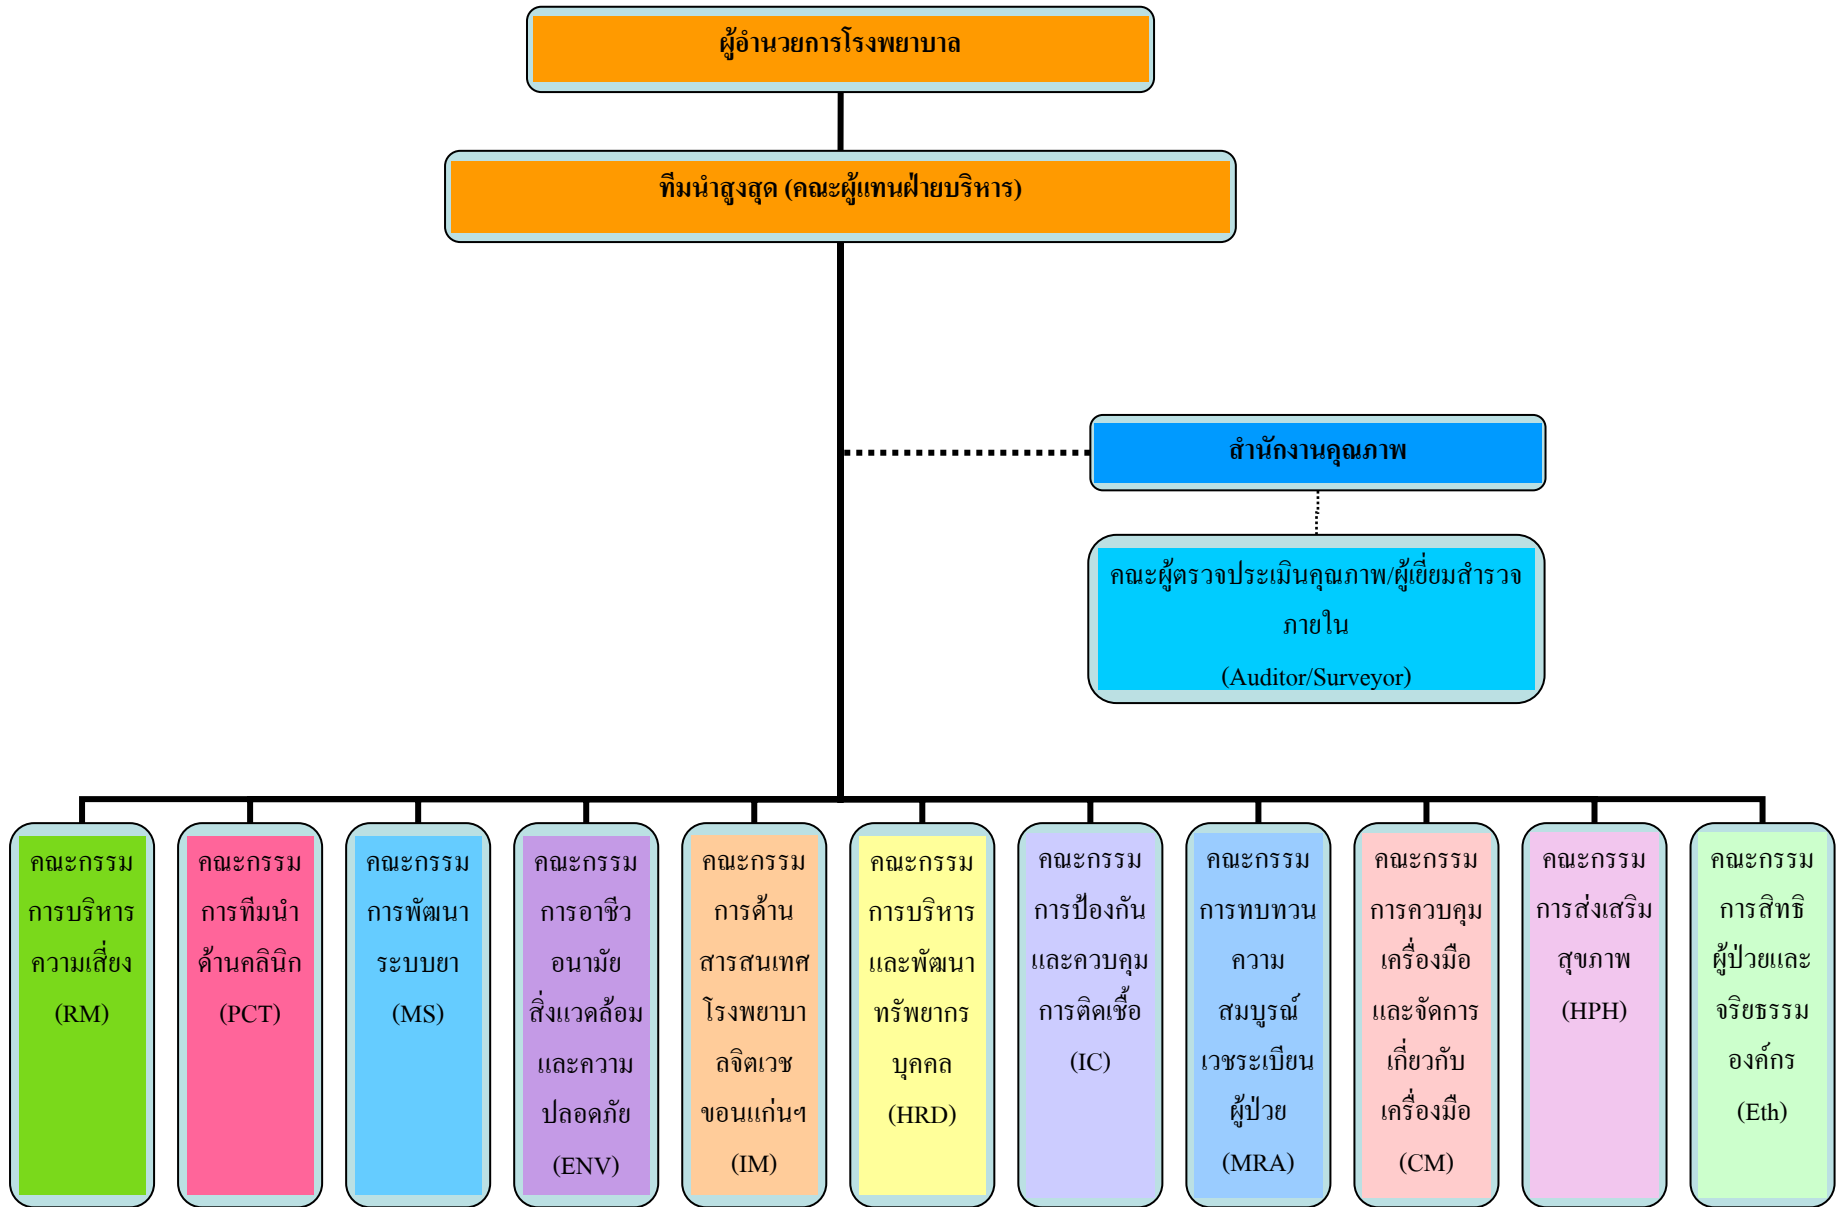 ผู้อำนวยการโรงพยาบาล
ทีมนำสูงสุด (คณะผู้แทนฝ่ายบริหาร)
สำนักงานคุณภาพ
คณะผู้ตรวจประเมินคุณภาพ/ผู้เยี่ยมสำรวจ
ภายใน
(Auditor/Surveyor)
คณะกรรม
การบริหาร
ความเสี่ยง
(RM)
คณะกรรม
การทีมนำ
ด้านคลินิก
(PCT)
คณะกรรม
การพัฒนา
ระบบยา
(MS)
คณะกรรม
การอาชีว
อนามัย
สิ่งแวดล้อม
และความ
ปลอดภัย
(ENV)
คณะกรรม
การด้าน
สารสนเทศ
โรงพยาบา
ลจิตเวช
ขอนแก่นฯ
(IM)
คณะกรรม
การบริหาร
และพัฒนา
ทรัพยากร
บุคคล
(HRD)
คณะกรรม
การป้องกัน
และควบคุม
การติดเชื้อ
(IC)
คณะกรรม
การทบทวน
ความ
สมบูรณ์
เวชระเบียน
ผู้ป่วย
(MRA)
คณะกรรม
การควบคุม
เครื่องมือ
และจัดการ
เกี่ยวกับ
เครื่องมือ
(CM)
คณะกรรม
การส่งเสริม
สุขภาพ
(HPH)
คณะกรรม
การสิทธิ
ผู้ป่วยและ
จริยธรรม
องค์กร
(Eth)